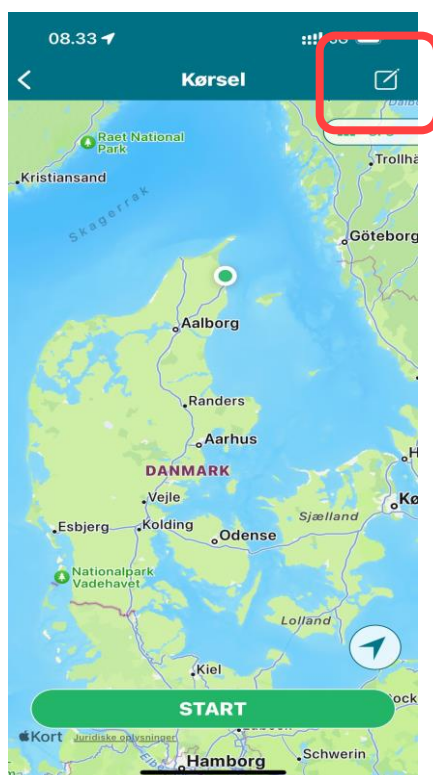 08.33
Kørsel
Raet National
Park
Kristiansand
Skagerrak
Göteborg
Aalborg
Randers
Aarhus
DANMARK
Vejle
Esbjerg
Kolding
Odense
Sjælland
Nationalpark
Vadehavet
Lolland
Kiel
START
Kort
Juridiske oplysninger
Hamborg
Schwerin